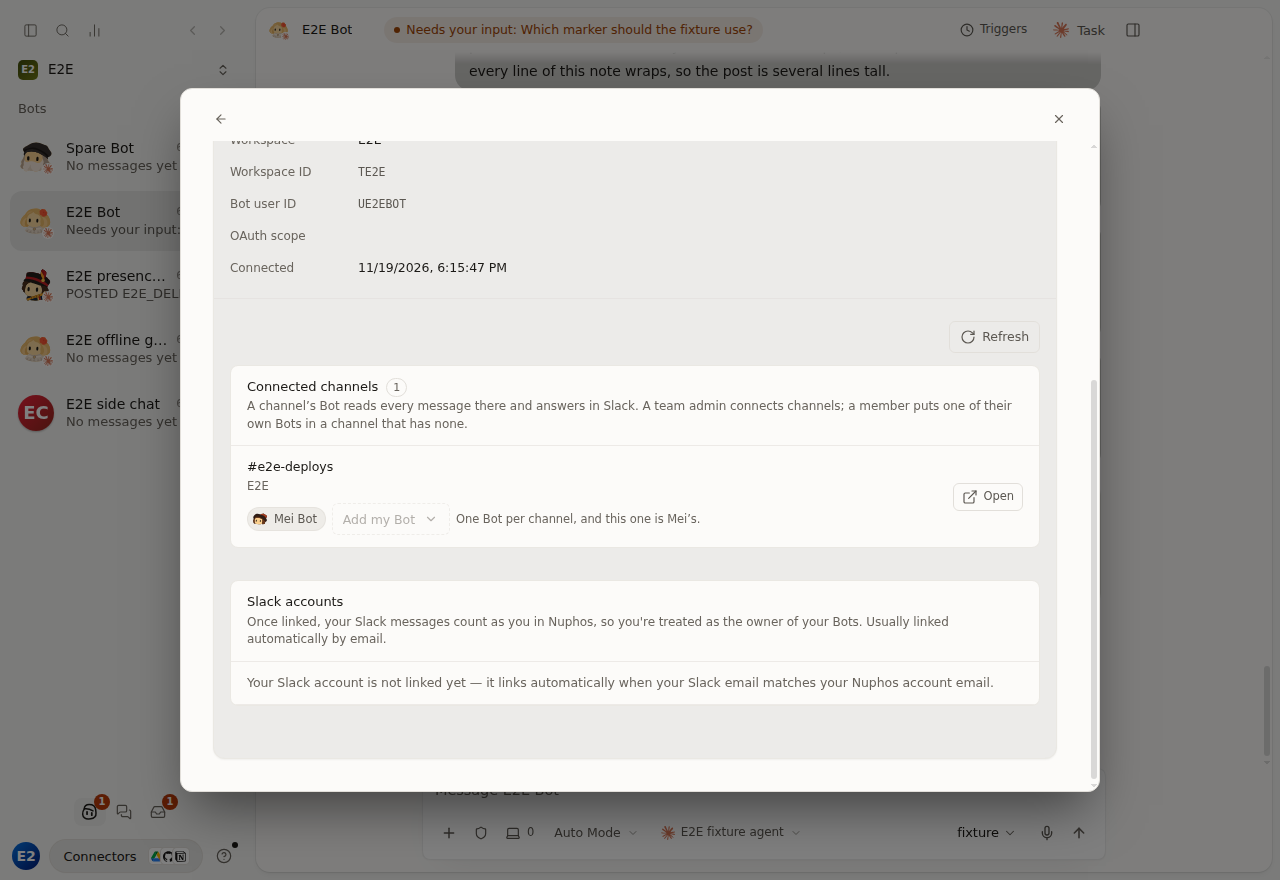 E2E Bot
Needs your input: Which marker should the fixture use?
Triggers
Task
E2
E2E
every line of this note wraps, so the post is several lines tall.
Bots
Spare Bot
No messages yet
E2E Bot
Needs your input:
E2E presenc…
POSTED E2E_DEL
E2E offline g…
No messages yet
EC
E2E side chat
No messages yet
1
1
E2
Connectors
Workspace
E2E
Workspace ID
TE2E
Bot user ID
UE2EBOT
OAuth scope
Connected
11/19/2026, 6:15:47 PM
Refresh
Connected channels
1
A channel’s Bot reads every message there and answers in Slack. A team admin connects channels; a member puts one of their
own Bots in a channel that has none.
#e2e-deploys
E2E
Mei Bot
Add my Bot
One Bot per channel, and this one is Mei’s.
Open
Slack accounts
Once linked, your Slack messages count as you in Nuphos, so you're treated as the owner of your Bots. Usually linked
automatically by email.
Your Slack account is not linked yet — it links automatically when your Slack email matches your Nuphos account email.
Message E2E Bot
0
Auto Mode
E2E fixture agent
fixture